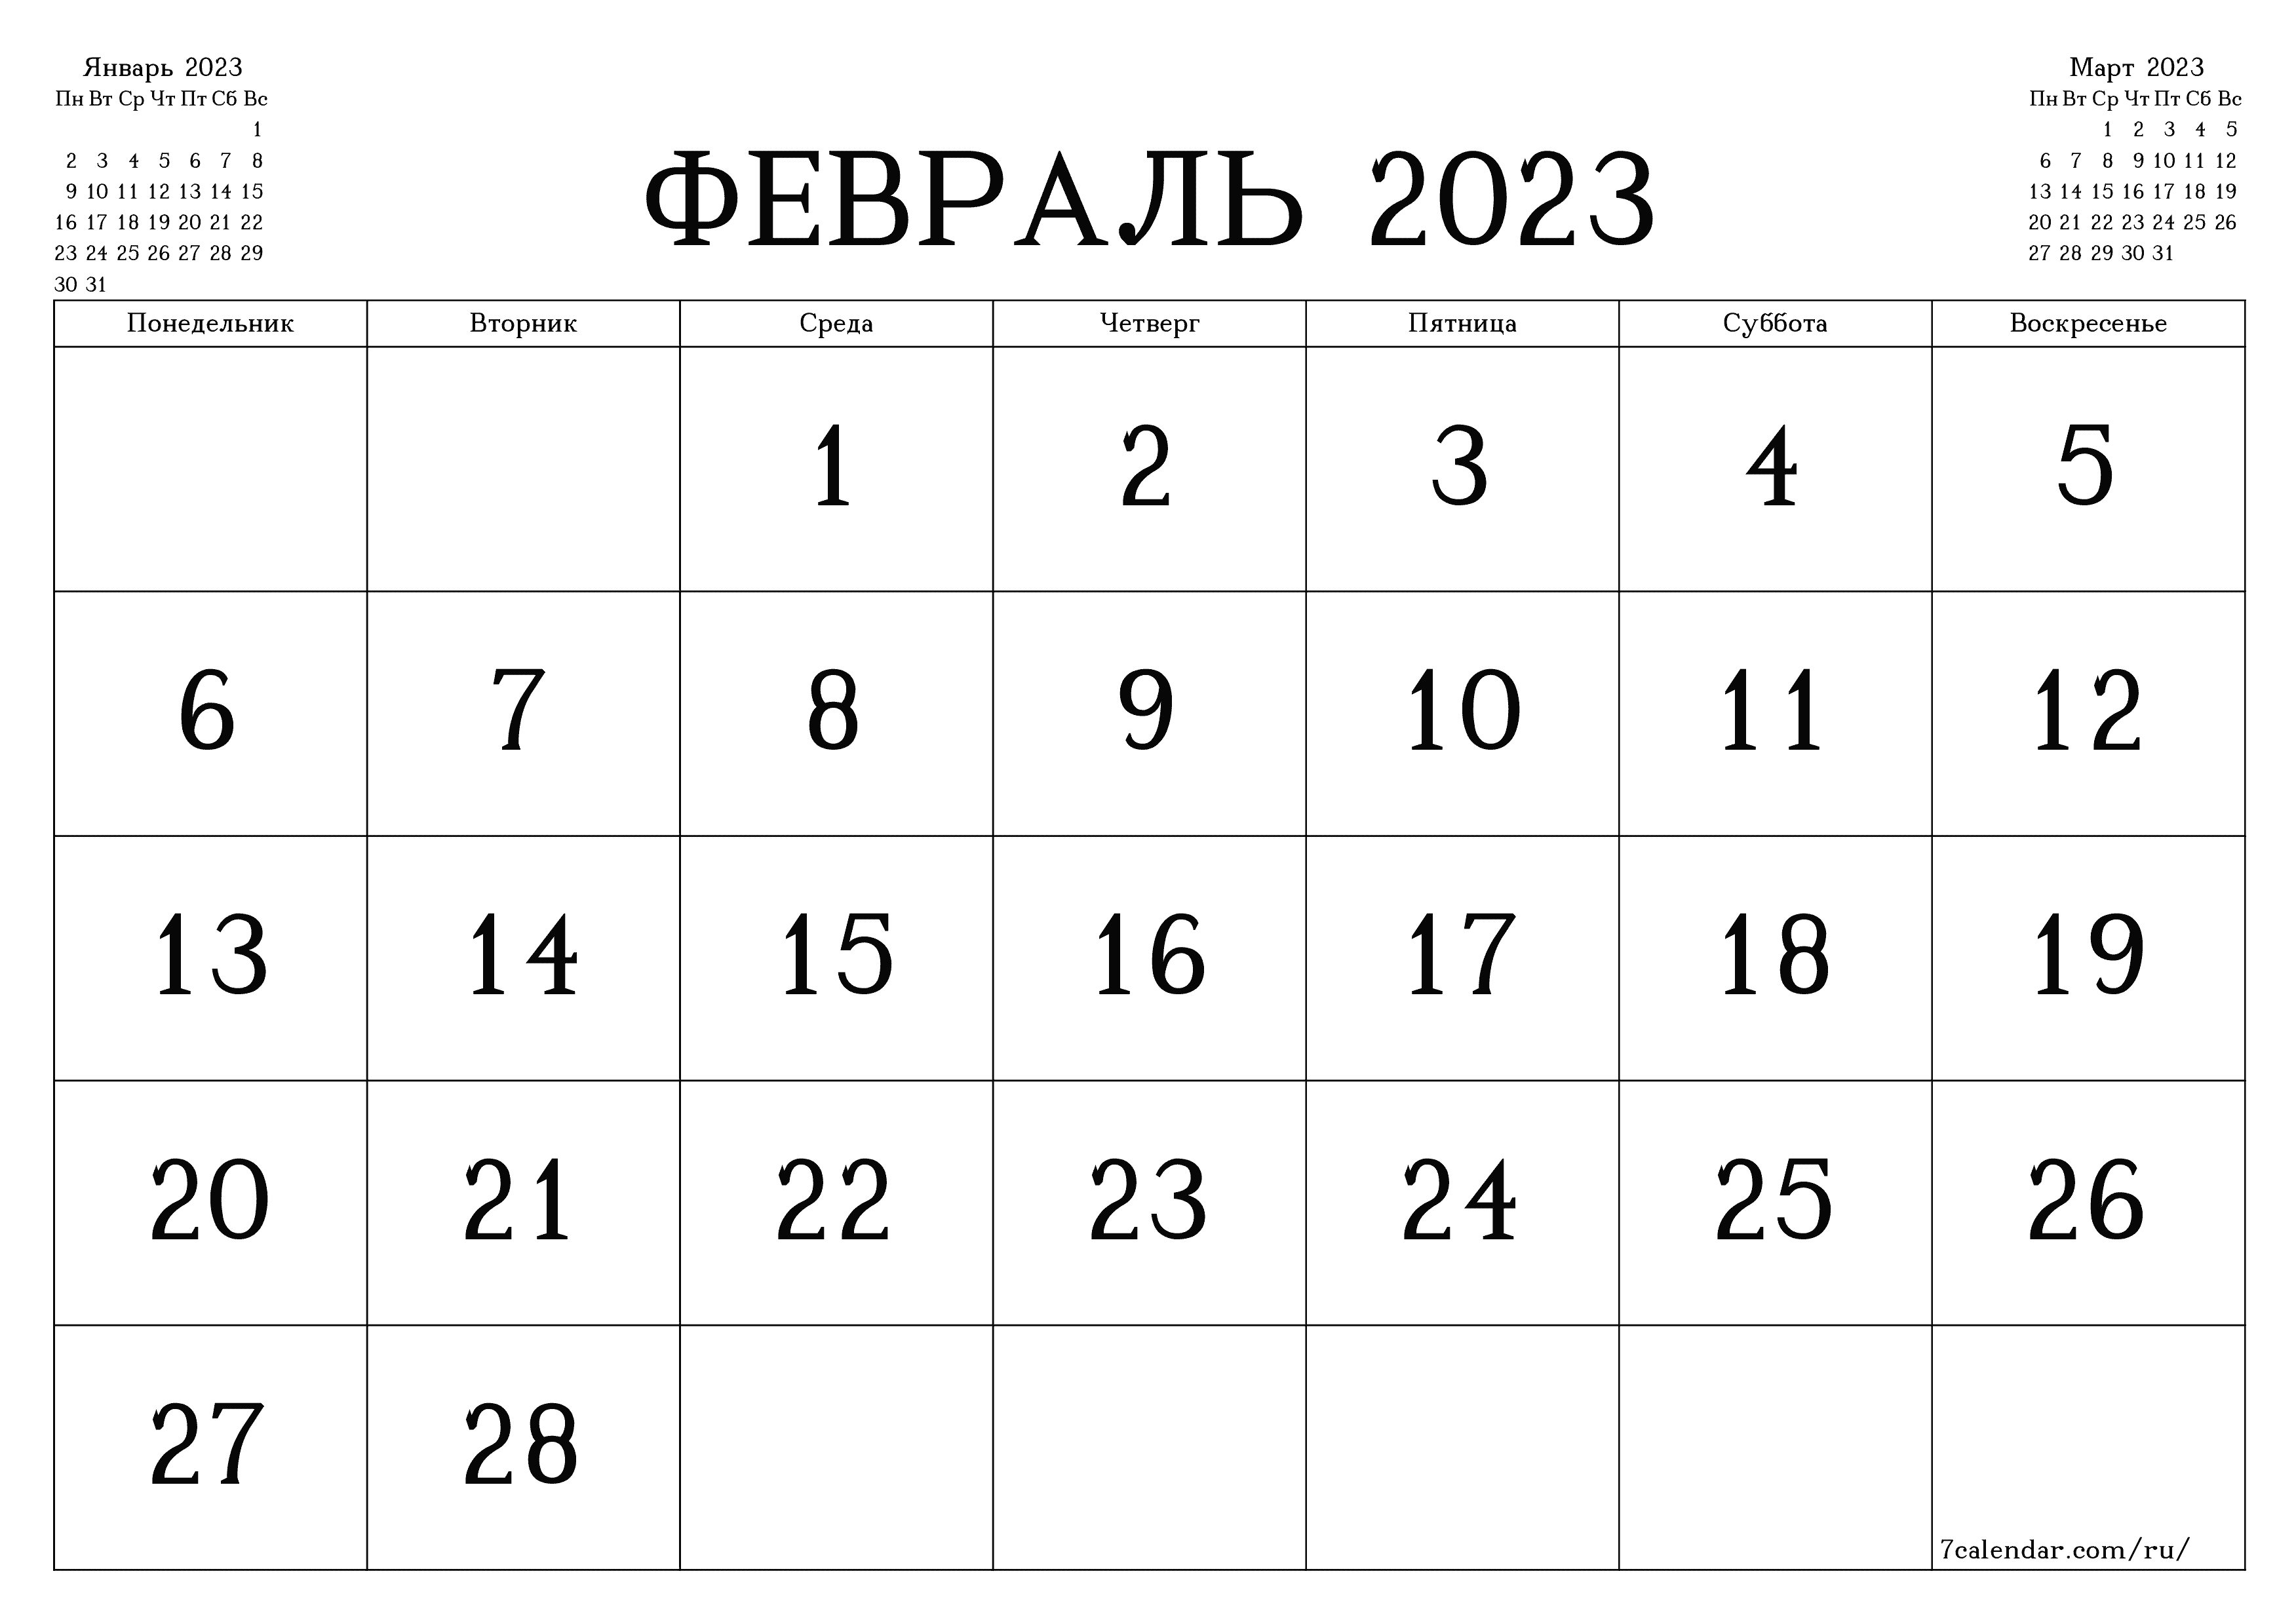 Январь 2023
Пн Вт Ср Чт Пт Сб Вс
1
2 3 4 5 6 7 8
9 10 11 12 13 14 15
16 17 18 19 20 21 22
23 24 25 26 27 28 29
30 31
ФЕВРАЛЬ 2023
Март 2023
Пн Вт Ср Чт Пт Сб Вс
1 2 3 4 5
6 7 8 9 10 11 12
13 14 15 16 17 18 19
20 21 22 23 24 25 26
27 28 29 30 31
Понедельник Вторник Среда Четверг Пятница Суббота Воскресенье
1 2 3 4 5
6 7 8 9 10 11 12
13 14 15 16 17 18 19
20 21 22 23 24 25 26
27 28
7calendar.com/ru/